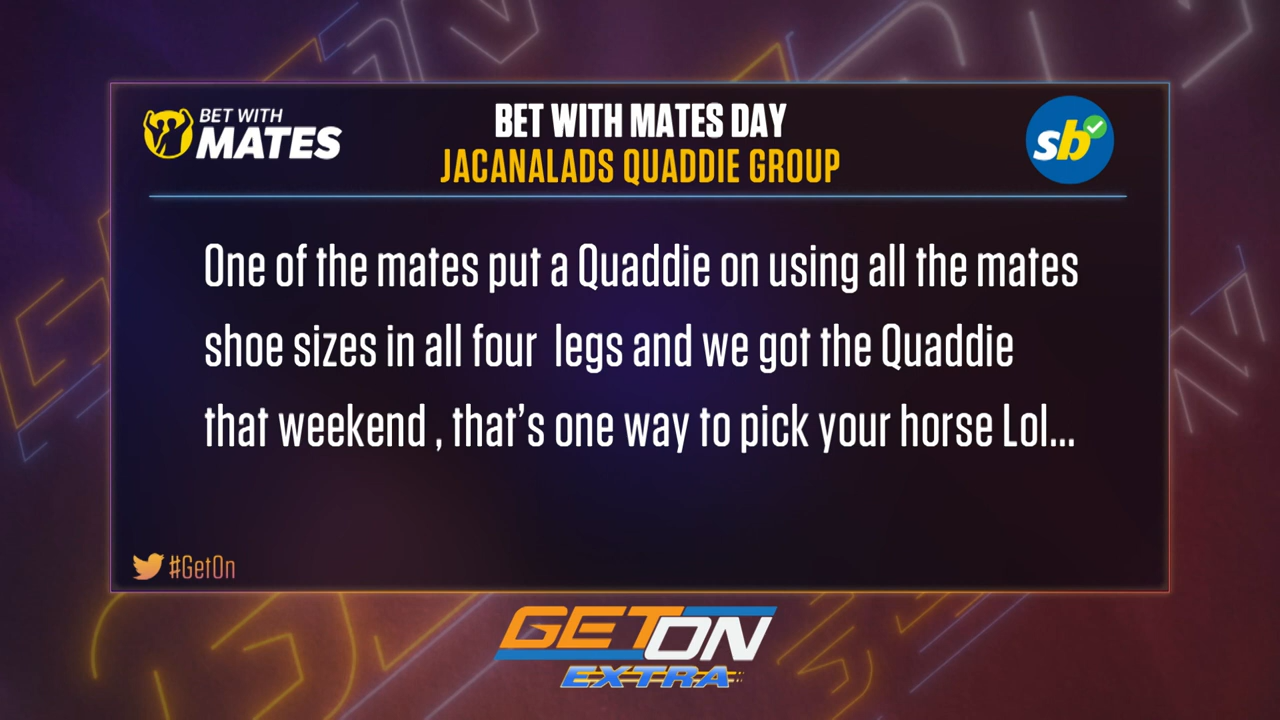 BET WITH
MATES
BET WITH MATES DAY
JACANALADS QUADDIE GROUP
sb
One of the mates put a Quaddie on using all the mates
shoe sizes in all four  legs and we got the Quaddie
that weekend , that’s one way to pick your horse Lol...
#GetOn
GET ON
EXTRA